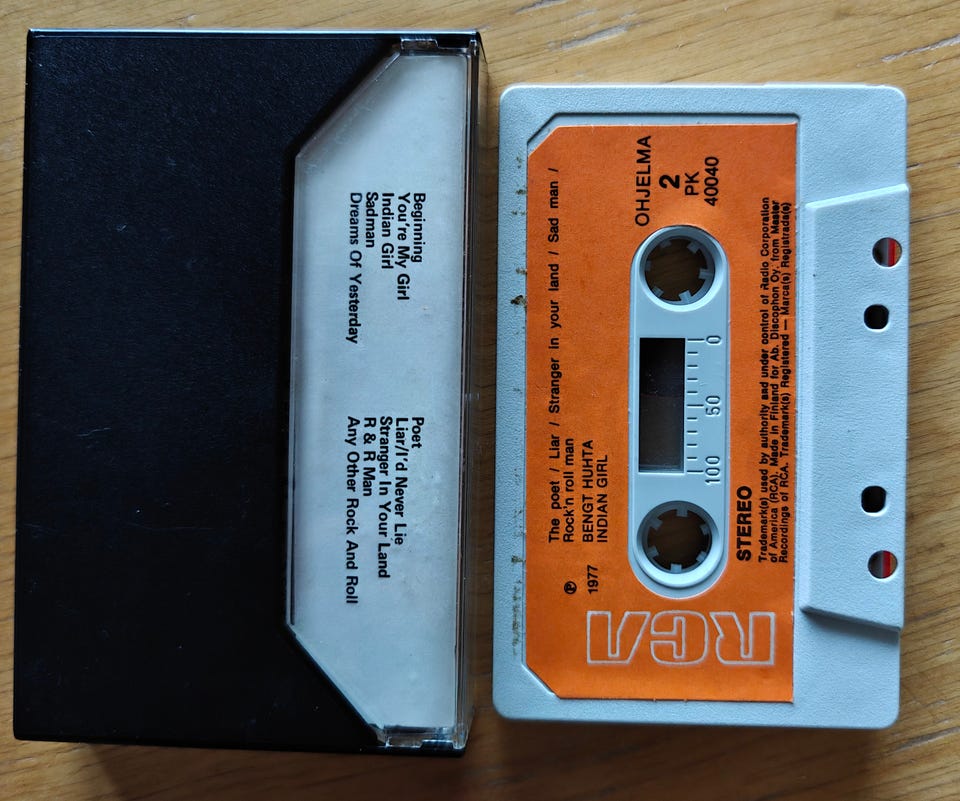 Beginning
You're My Girl
Indian Girl
Sadman
Dreams Of Yesterday
Poet
Liar/I'd Never Lie
Stranger In Your Land
R & R Man
Any Other Rock And Roll
The poet / Liar / Stranger in your land / Sad man /
Rock'n roll man
BENGT HUHTA
INDIAN GIRL
℗
1977
OHJELMA
2
PK
40040
0
50
100
STEREO
Trademark(s) used by authority and under control of Radio Corporation
of America (RCA). Made in Finland for Ab. Discophon Oy. from Master
Recordings of RCA. Trademark(s) Registered — Marca(s) Registrada(s)
RCA